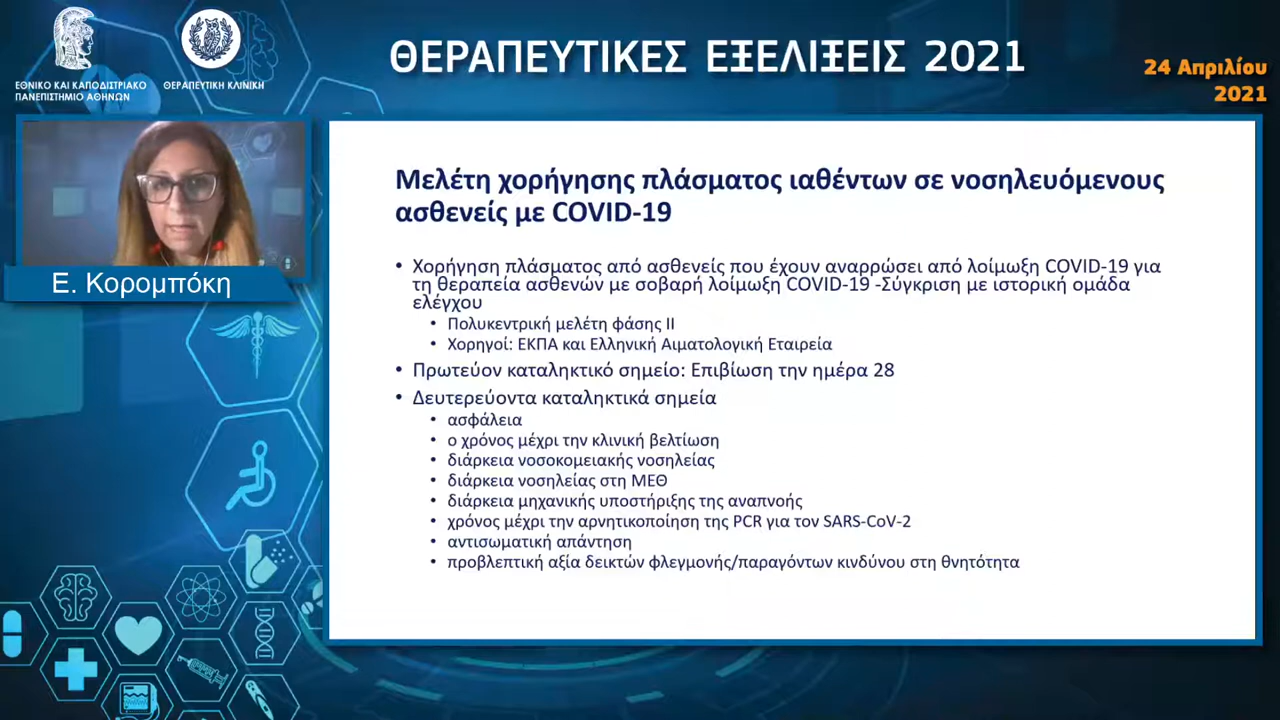 ΕΘΝΙΚΟ ΚΑΙ ΚΑΠΟΔΙΣΤΡΙΑΚΟ
ΠΑΝΕΠΙΣΤΗΜΙΟ ΑΘΗΝΩΝ
ΘΕΡΑΠΕΥΤΙΚΗ ΚΛΙΝΙΚΗ
ΘΕΡΑΠΕΥΤΙΚΕΣ ΕΞΕΛΙΞΕΙΣ 2021
24 Απριλίου
2021
Ε. Κορομπόκη
Μελέτη χορήγησης πλάσματος ιαθέντων σε νοσηλευόμενους
ασθενείς με COVID-19
• Χορήγηση πλάσματος από ασθενείς που έχουν αναρρώσει από λοίμωξη COVID-19 για
τη θεραπεία ασθενών με σοβαρή λοίμωξη COVID-19 -Σύγκριση με ιστορική ομάδα
ελέγχου
• Πολυκεντρική μελέτη φάσης ΙΙ
• Χορηγοί: ΕΚΠΑ και Ελληνική Αιματολογική Εταιρεία
• Πρωτεύον καταληκτικό σημείο: Επιβίωση την ημέρα 28
• Δευτερεύοντα καταληκτικά σημεία
• ασφάλεια
• ο χρόνος μέχρι την κλινική βελτίωση
• διάρκεια νοσοκομειακής νοσηλείας
• διάρκεια νοσηλείας στη ΜΕΘ
• διάρκεια μηχανικής υποστήριξης της αναπνοής
• χρόνος μέχρι την αρνητικοποίηση της PCR για τον SARS-CoV-2
• αντισωματική απάντηση
• προβλεπτική αξία δεικτών φλεγμονής/παραγόντων κινδύνου στη θνητότητα